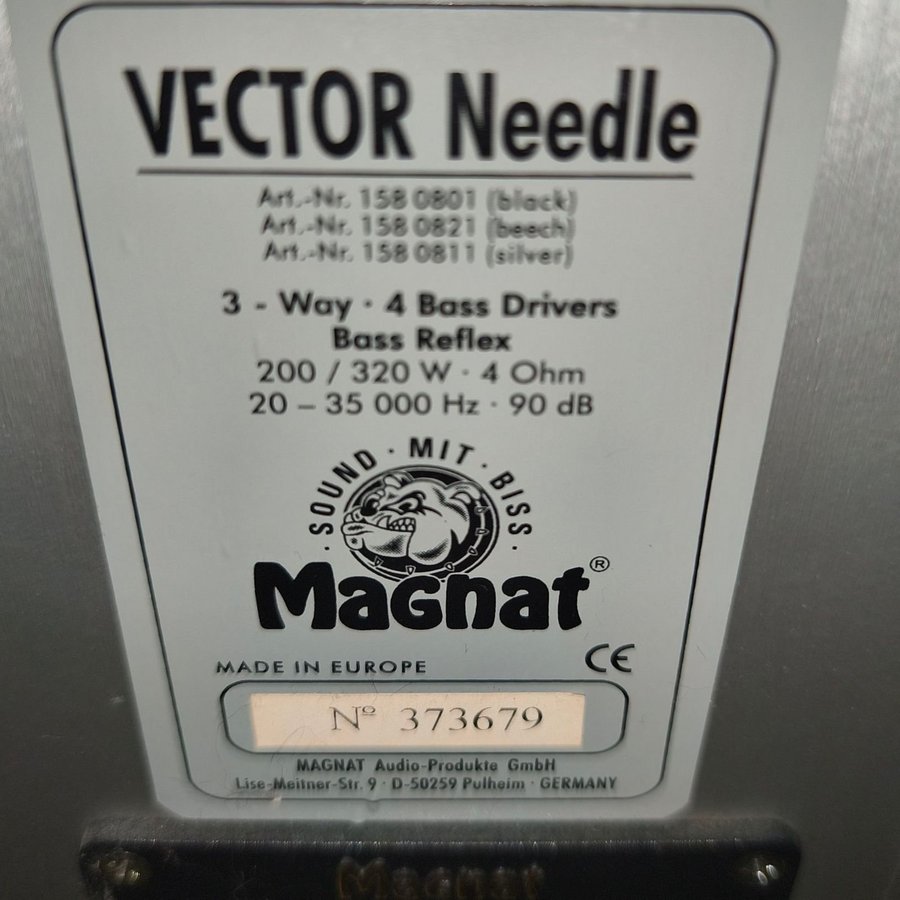 VECTOR Needle
Art.-Nr. 158 0801 (black)
Art.-Nr. 158 0821 (beech)
Art.-Nr. 158 0811 (silver)
3 - Way · 4 Bass Drivers
Bass Reflex
200 / 320 W · 4 Ohm
20 – 35 000 Hz · 90 dB
· SOUND · MIT · BISS ·
Magnat®
MADE IN EUROPE CE
Nº 373679
MAGNAT Audio-Produkte GmbH
Lise-Meitner-Str. 9 · D-50259 Pulheim · GERMANY
Magnat